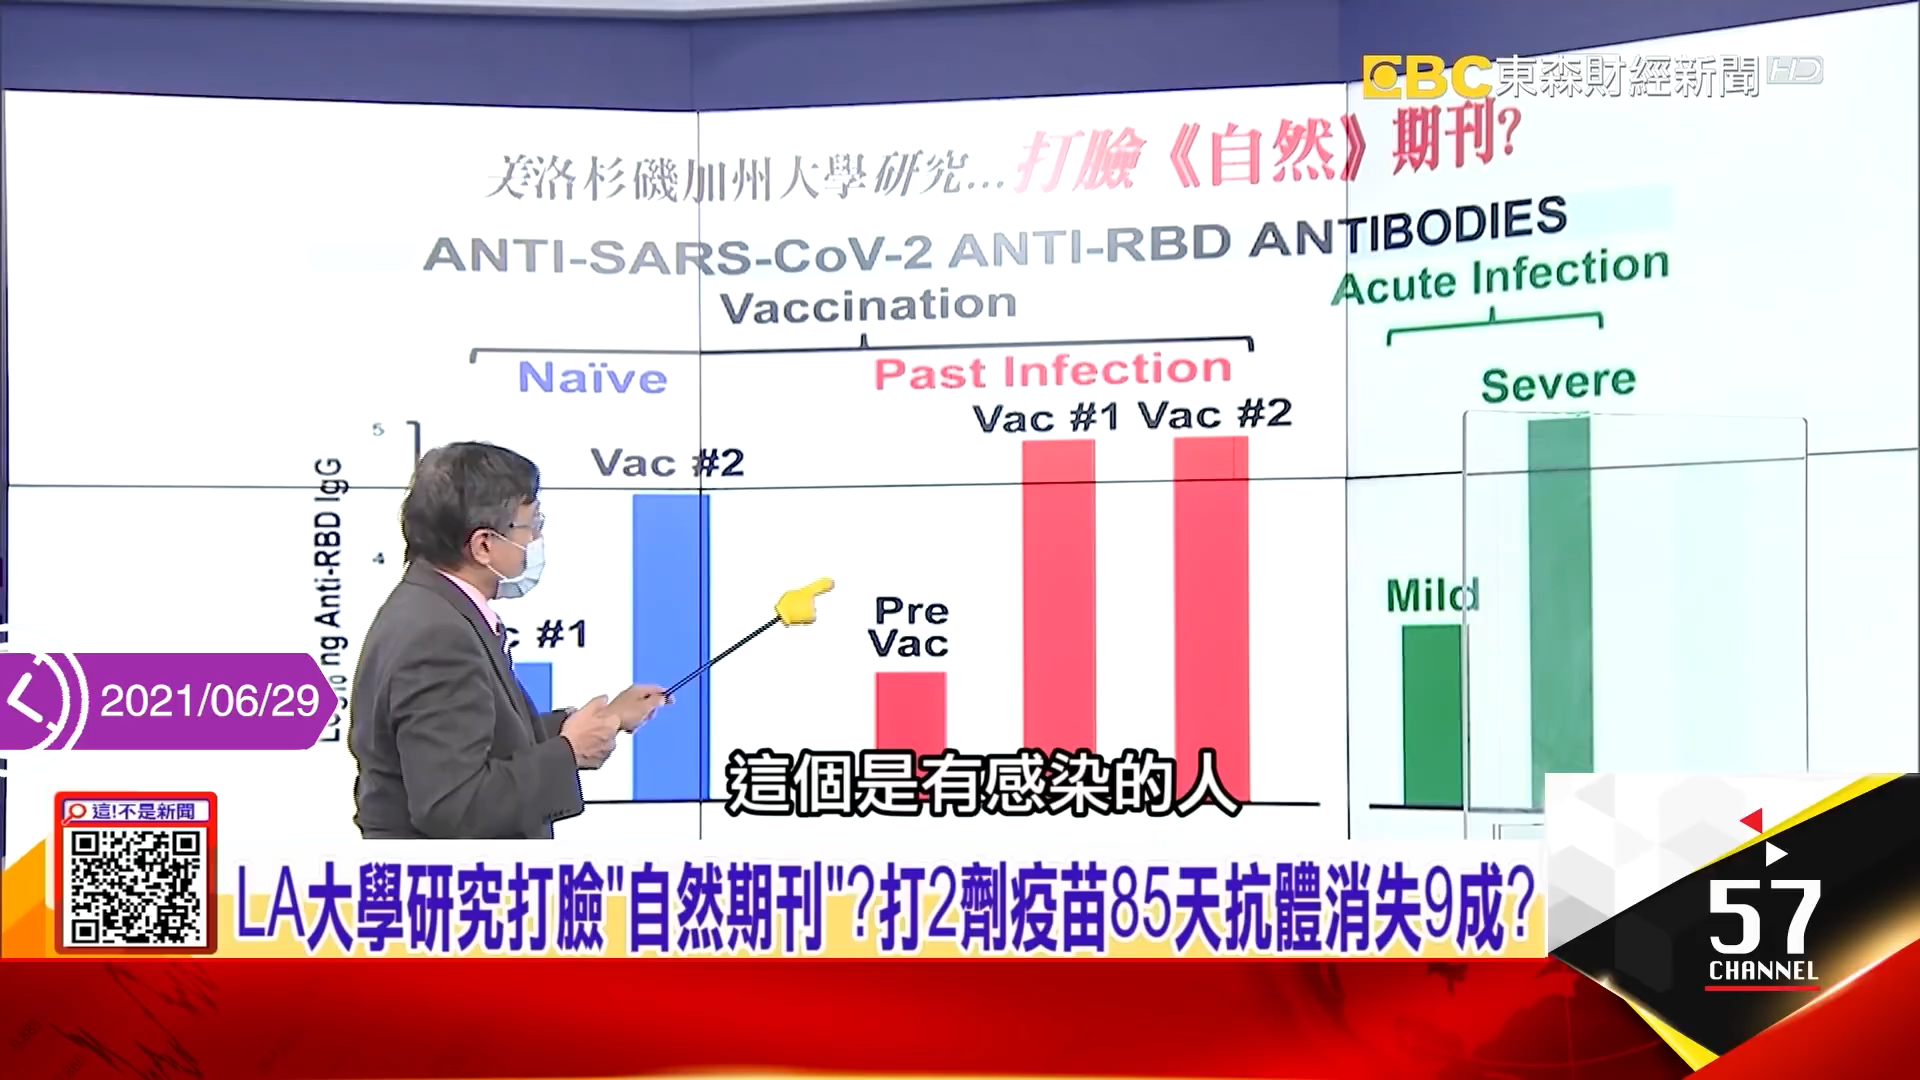 EBC東森財經新聞HD
美洛杉磯加州大學研究...打臉《自然》期刊?
ANTI-SARS-CoV-2 ANTI-RBD ANTIBODIES
Vaccination
Acute Infection
Naïve
Past Infection
Severe
Vac #1 Vac #2
5
Vac #2
4
Mild
Pre
Vac
c #1
ng Anti-RBD IgG
2021/06/29
這個是有感染的人
這!不是新聞
LA大學研究打臉"自然期刊"?打2劑疫苗85天抗體消失9成?
57
CHANNEL